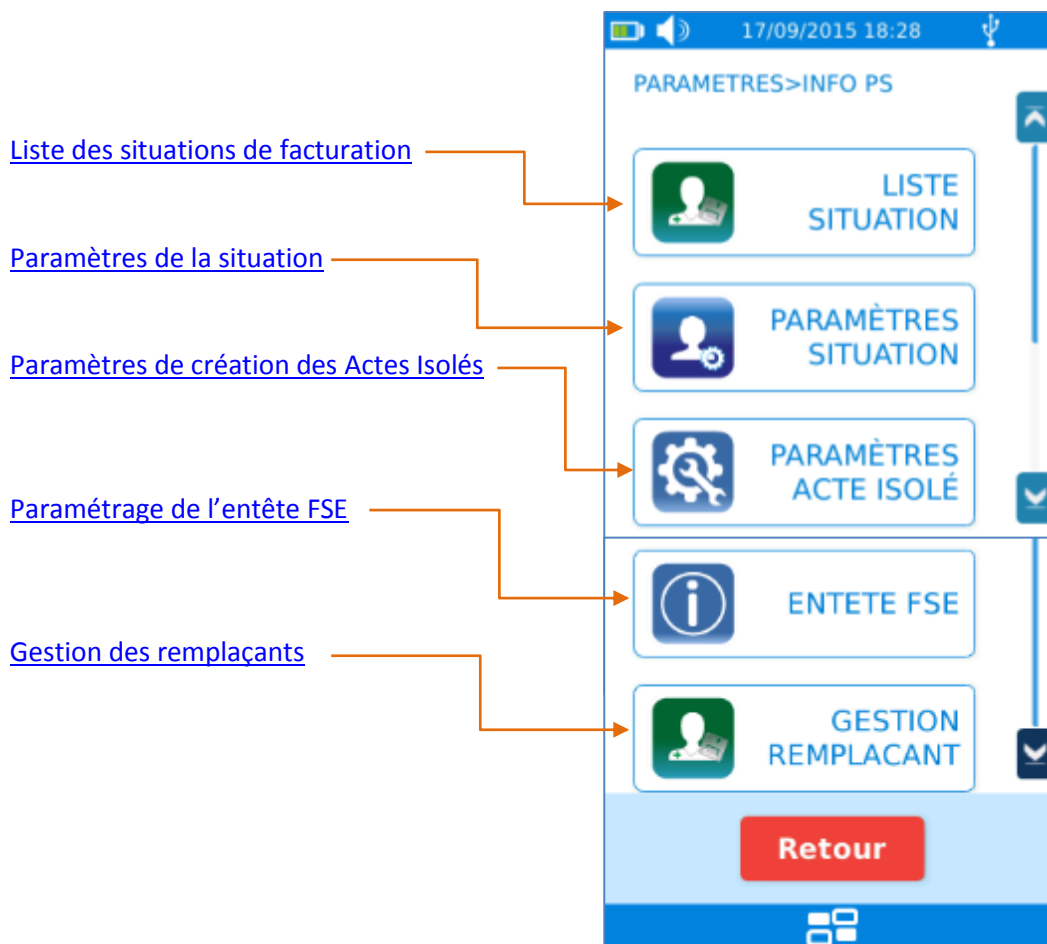 17/09/2015 18:28
PARAMETRES>INFO PS
Liste des situations de facturation
LISTE
SITUATION
Paramètres de la situation
PARAMÈTRES
SITUATION
Paramètres de création des Actes Isolés
PARAMÈTRES
ACTE ISOLÉ
Paramétrage de l’entête FSE
ENTETE FSE
Gestion des remplaçants
GESTION
REMPLACANT
Retour